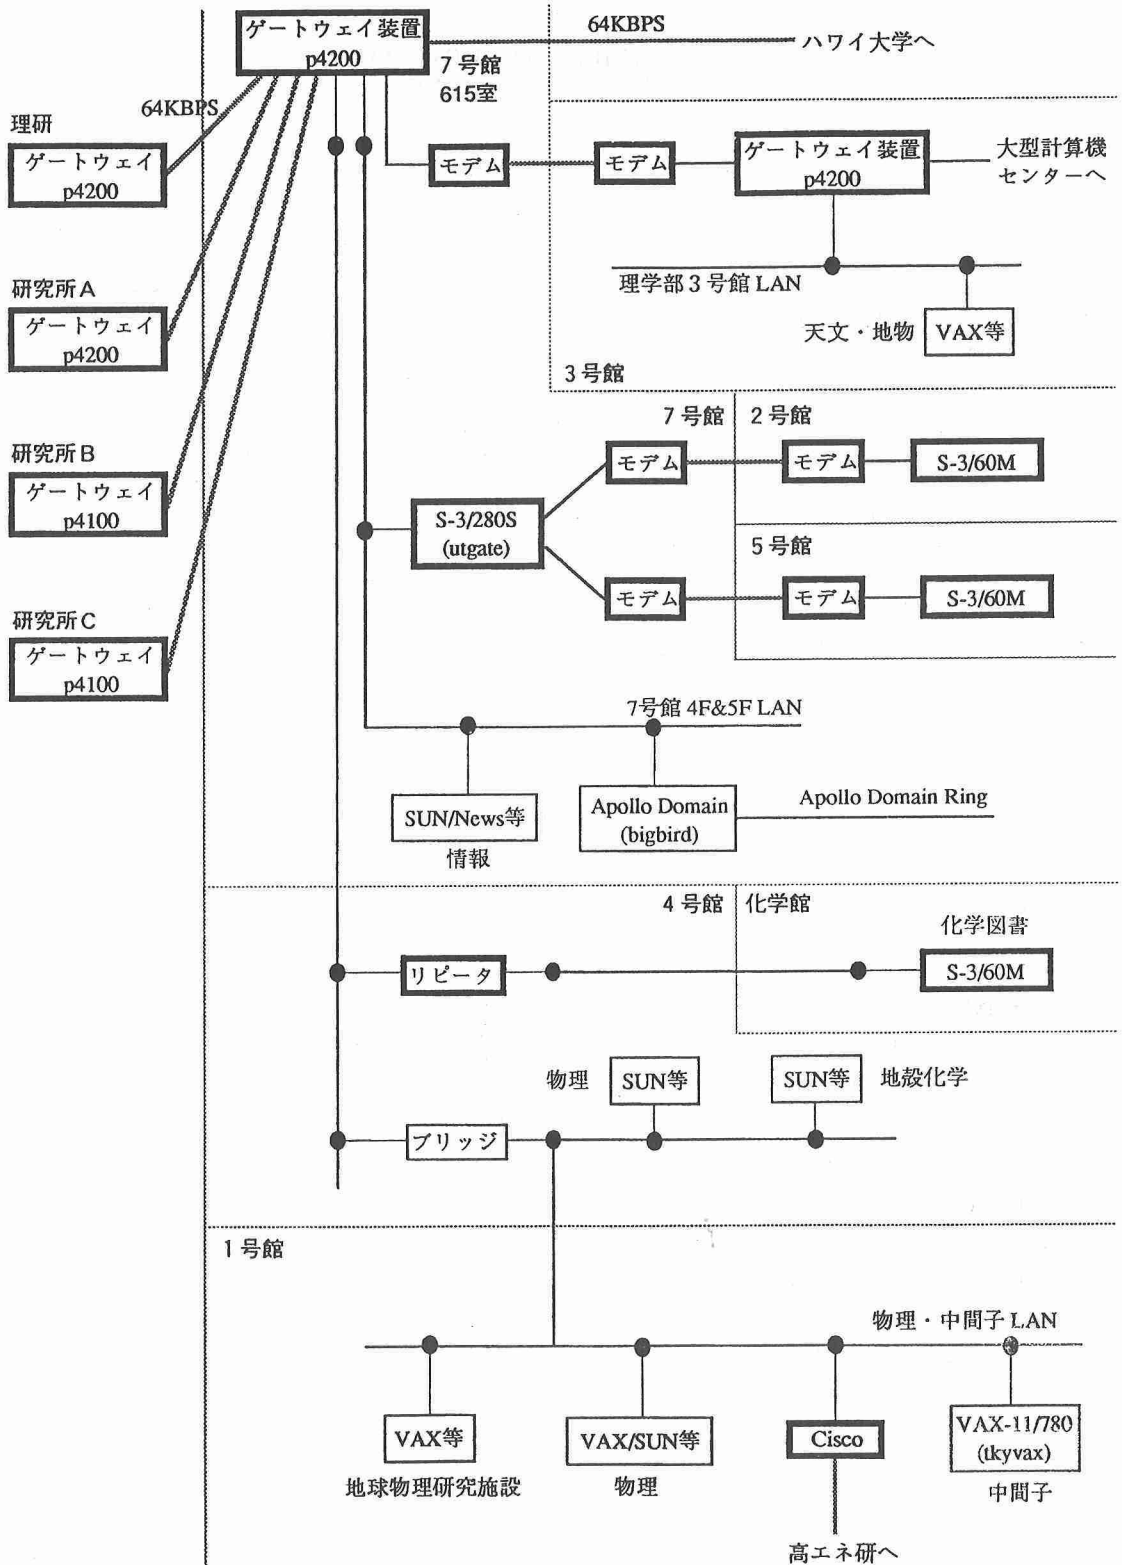 ゲートウェイ装置
p4200
64KBPS
ハワイ大学へ
7号館
615室
64KBPS
理研
ゲートウェイ
p4200
モデム
モデム
ゲートウェイ装置
p4200
大型計算機
センターへ
理学部3号館 LAN
天文・地物
VAX等
3号館
研究所A
ゲートウェイ
p4200
研究所B
ゲートウェイ
p4100
研究所C
ゲートウェイ
p4100
7号館
2号館
モデム
モデム
S-3/60M
S-3/280S
(utgate)
5号館
モデム
モデム
S-3/60M
7号館 4F&5F LAN
SUN/News等
情報
Apollo Domain
(bigbird)
Apollo Domain Ring
4号館
化学館
化学図書
リピータ
S-3/60M
物理
SUN等
SUN等
地殻化学
ブリッジ
1号館
物理・中間子 LAN
VAX等
地球物理研究施設
VAX/SUN等
物理
Cisco
高エネ研へ
VAX-11/780
(tkyvax)
中間子